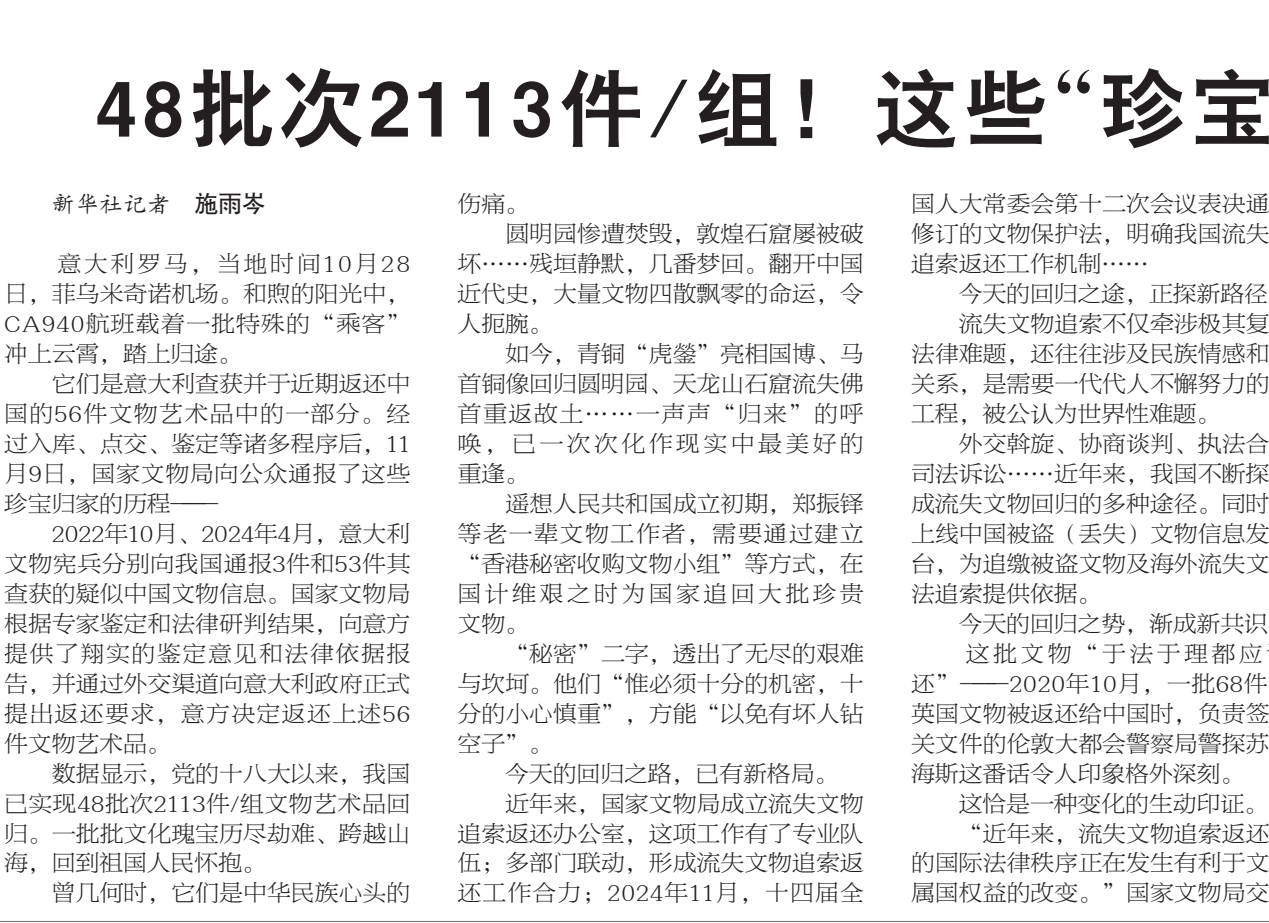 48批次2113件/组！这些“珍宝
新华社记者 施雨岑
意大利罗马，当地时间10月28
日，菲乌米奇诺机场。和煦的阳光中，
CA940航班载着一批特殊的“乘客”
冲上云霄，踏上归途。
它们是意大利查获并于近期返还中
国的56件文物艺术品中的一部分。经
过入库、点交、鉴定等诸多程序后，11
月9日，国家文物局向公众通报了这些
珍宝归家的历程——
2022年10月、2024年4月，意大利
文物宪兵分别向我国通报3件和53件其
查获的疑似中国文物信息。国家文物局
根据专家鉴定和法律研判结果，向意方
提供了翔实的鉴定意见和法律依据报
告，并通过外交渠道向意大利政府正式
提出返还要求，意方决定返还上述56
件文物艺术品。
数据显示，党的十八大以来，我国
已实现48批次2113件/组文物艺术品回
归。一批批文化瑰宝历尽劫难、跨越山
海，回到祖国人民怀抱。
曾几何时，它们是中华民族心头的
伤痛。
圆明园惨遭焚毁，敦煌石窟屡被破
坏……残垣静默，几番梦回。翻开中国
近代史，大量文物四散飘零的命运，令
人扼腕。
如今，青铜“虎鎣”亮相国博、马
首铜像回归圆明园、天龙山石窟流失佛
首重返故土……一声声“归来”的呼
唤，已一次次化作现实中最美好的
重逢。
遥想人民共和国成立初期，郑振铎
等老一辈文物工作者，需要通过建立
“香港秘密收购文物小组”等方式，在
国计维艰之时为国家追回大批珍贵
文物。
“秘密”二字，透出了无尽的艰难
与坎坷。他们“惟必须十分的机密，十
分的小心慎重”，方能“以免有坏人钻
空子”。
今天的回归之路，已有新格局。
近年来，国家文物局成立流失文物
追索返还办公室，这项工作有了专业队
伍；多部门联动，形成流失文物追索返
还工作合力；2024年11月，十四届全
国人大常委会第十二次会议表决通
修订的文物保护法，明确我国流失
追索返还工作机制……
今天的回归之途，正探新路径
流失文物追索不仅牵涉极其复
法律难题，还往往涉及民族情感和
关系，是需要一代代人不懈努力的
工程，被公认为世界性难题。
外交斡旋、协商谈判、执法合
司法诉讼……近年来，我国不断探
成流失文物回归的多种途径。同时
上线中国被盗（丢失）文物信息发
台，为追缴被盗文物及海外流失文
法追索提供依据。
今天的回归之势，渐成新共识
这批文物“于法于理都应
还”——2020年10月，一批68件
英国文物被返还给中国时，负责签
关文件的伦敦大都会警察局警探苏
海斯这番话令人印象格外深刻。
这恰是一种变化的生动印证。
“近年来，流失文物追索返还
的国际法律秩序正在发生有利于文
属国权益的改变。”国家文物局交